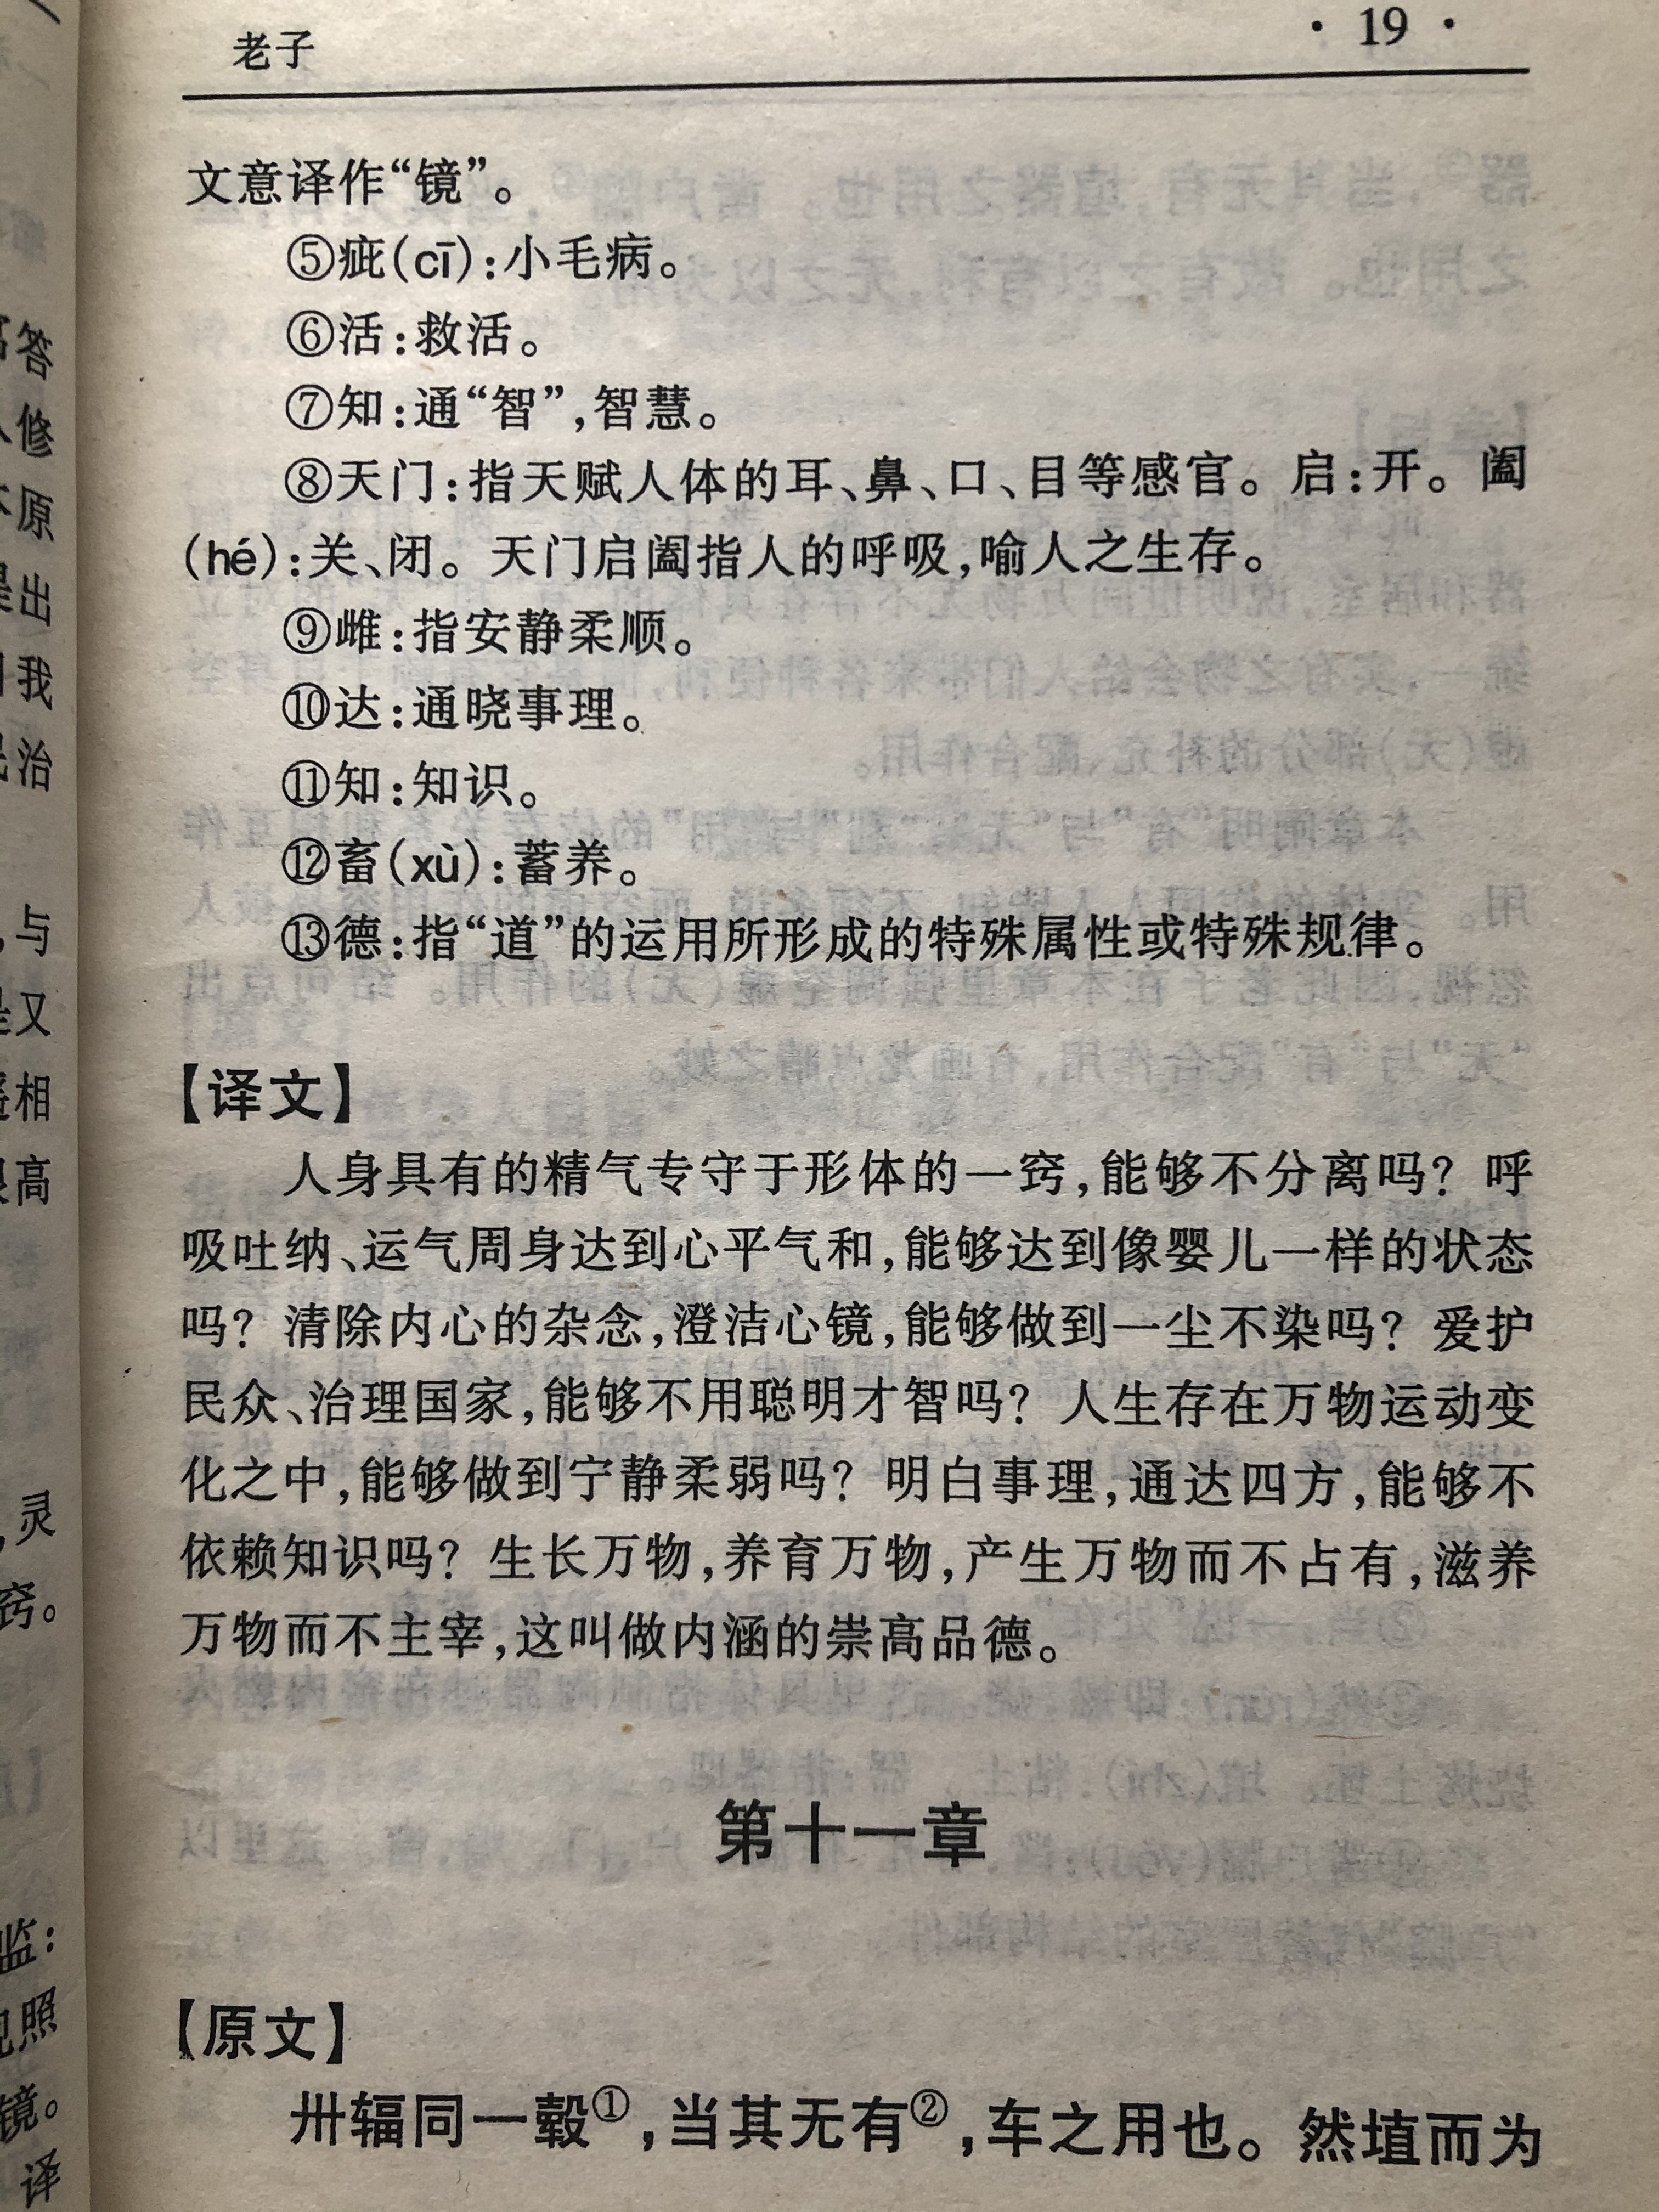 老子
· 19 ·
文意译作“镜”。
⑤疵(cī):小毛病。
⑥活:救活。
⑦知:通“智”,智慧。
⑧天门:指天赋人体的耳、鼻、口、目等感官。启:开。阖
(hé):关、闭。天门启阖指人的呼吸,喻人之生存。
⑨雌:指安静柔顺。
⑩达:通晓事理。
⑪知:知识。
⑫畜(xù):蓄养。
⑬德:指“道”的运用所形成的特殊属性或特殊规律。
【译文】
人身具有的精气专守于形体的一窍,能够不分离吗?呼
吸吐纳、运气周身达到心平气和,能够达到像婴儿一样的状态
吗?清除内心的杂念,澄洁心镜,能够做到一尘不染吗?爱护
民众、治理国家,能够不用聪明才智吗?人生存在万物运动变
化之中,能够做到宁静柔弱吗?明白事理,通达四方,能够不
依赖知识吗?生长万物,养育万物,产生万物而不占有,滋养
万物而不主宰,这叫做内涵的崇高品德。
第十一章
【原文】
卅辐同一毂①,当其无有②,车之用也。然埴而为